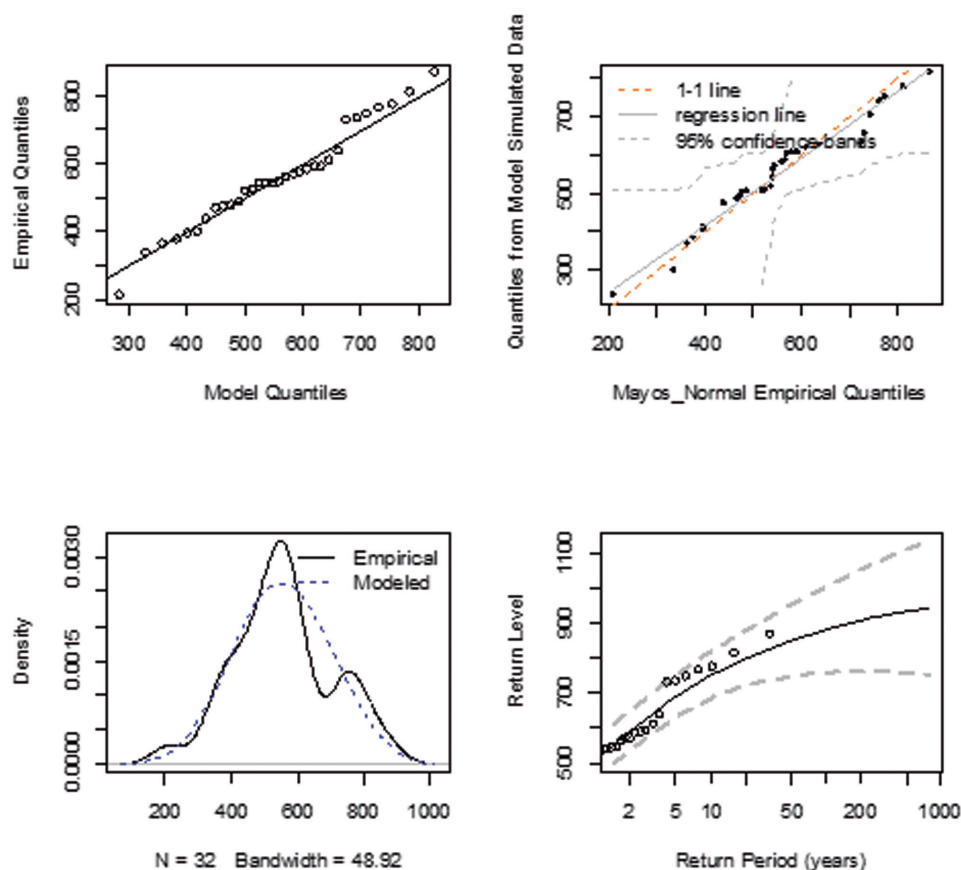 Empirical Quantiles
800
600
400
200
300 400 500 600 700 800
Model Quantiles
Quantiles from Model Simulated Data
700
500
300
1-1 line
regression line
95% confidence bands
200 400 600 800
Mayos_Normal Empirical Quantiles
Density
0.0030
0.0015
0.0000
Empirical
Modeled
200 400 600 800 1000
N = 32 Bandwidth = 48.92
Return Level
1100
900
700
500
2 5 10 50 200 1000
Return Period (years)